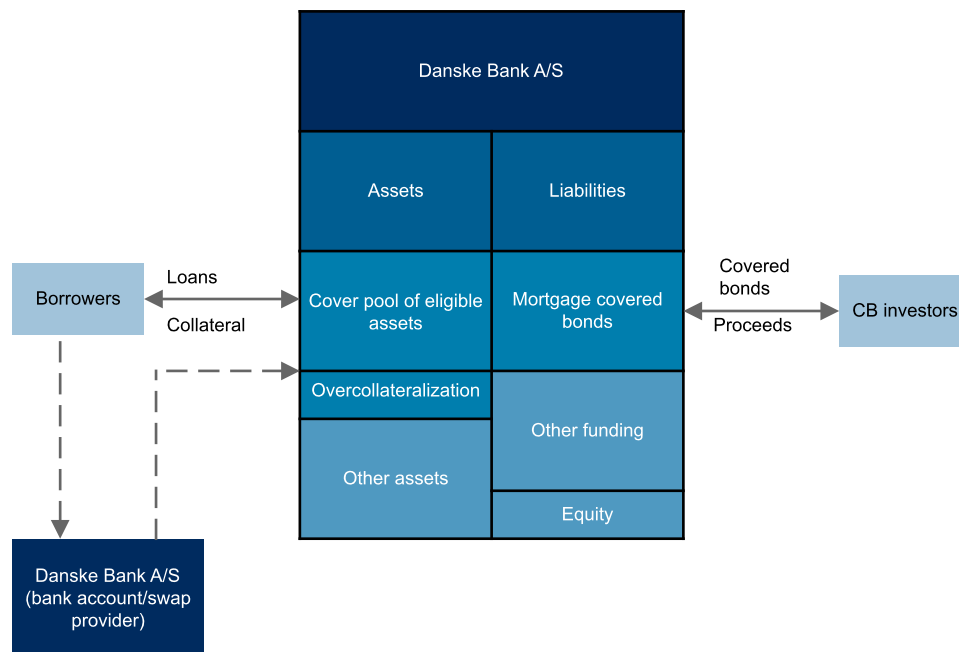 Danske Bank A/S
Assets
Liabilities
Borrowers
Loans
Collateral
Cover pool of eligible
assets
Mortgage covered
bonds
Covered
bonds
Proceeds
CB investors
Overcollateralization
Other funding
Other assets
Equity
Danske Bank A/S
(bank account/swap
provider)